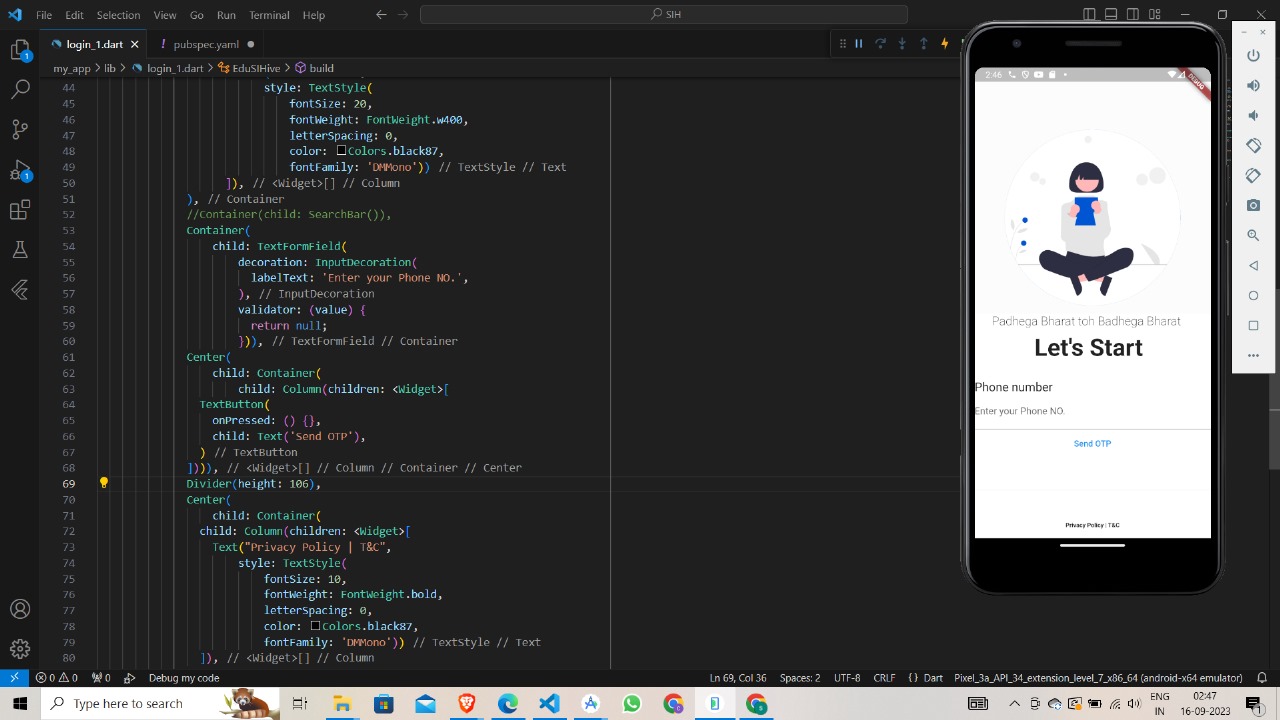 File Edit Selection View Go Run Terminal Help
SIH
login_1.dart
! pubspec.yaml
my_app > lib > login_1.dart > EduSIHive > build
44 style: TextStyle(
45 fontSize: 20,
46 fontWeight: FontWeight.w400,
47 letterSpacing: 0,
48 color: Colors.black87,
49 fontFamily: 'DMMono')) // TextStyle // Text
50 ]), // <Widget>[] // Column
51 ), // Container
52 //Container(child: SearchBar()),
53 Container(
54 child: TextFormField(
55 decoration: InputDecoration(
56 labelText: 'Enter your Phone NO.',
57 ), // InputDecoration
58 validator: (value) {
59 return null;
60 })), // TextFormField // Container
61 Center(
62 child: Container(
63 child: Column(children: <Widget>[
64 TextButton(
65 onPressed: () {},
66 child: Text('Send OTP'),
67 ) // TextButton
68 ]))), // <Widget>[] // Column // Container // Center
69 Divider(height: 106),
70 Center(
71 child: Container(
72 child: Column(children: <Widget>[
73 Text("Privacy Policy | T&C",
74 style: TextStyle(
75 fontSize: 10,
76 fontWeight: FontWeight.bold,
77 letterSpacing: 0,
78 color: Colors.black87,
79 fontFamily: 'DMMono')) // TextStyle // Text
80 ]), // <Widget>[] // Column
2:46
DEBUG
Padhega Bharat toh Badhega Bharat
Let's Start
Phone number
Enter your Phone NO.
Send OTP
Privacy Policy | T&C
1
1
0 0 0 Debug my code
Ln 69, Col 36 Spaces: 2 UTF-8 CRLF {} Dart Pixel_3a_API_34_extension_level_7_x86_64 (android-x64 emulator)
Type here to search
ENG
IN
02:47
16-09-2023
1